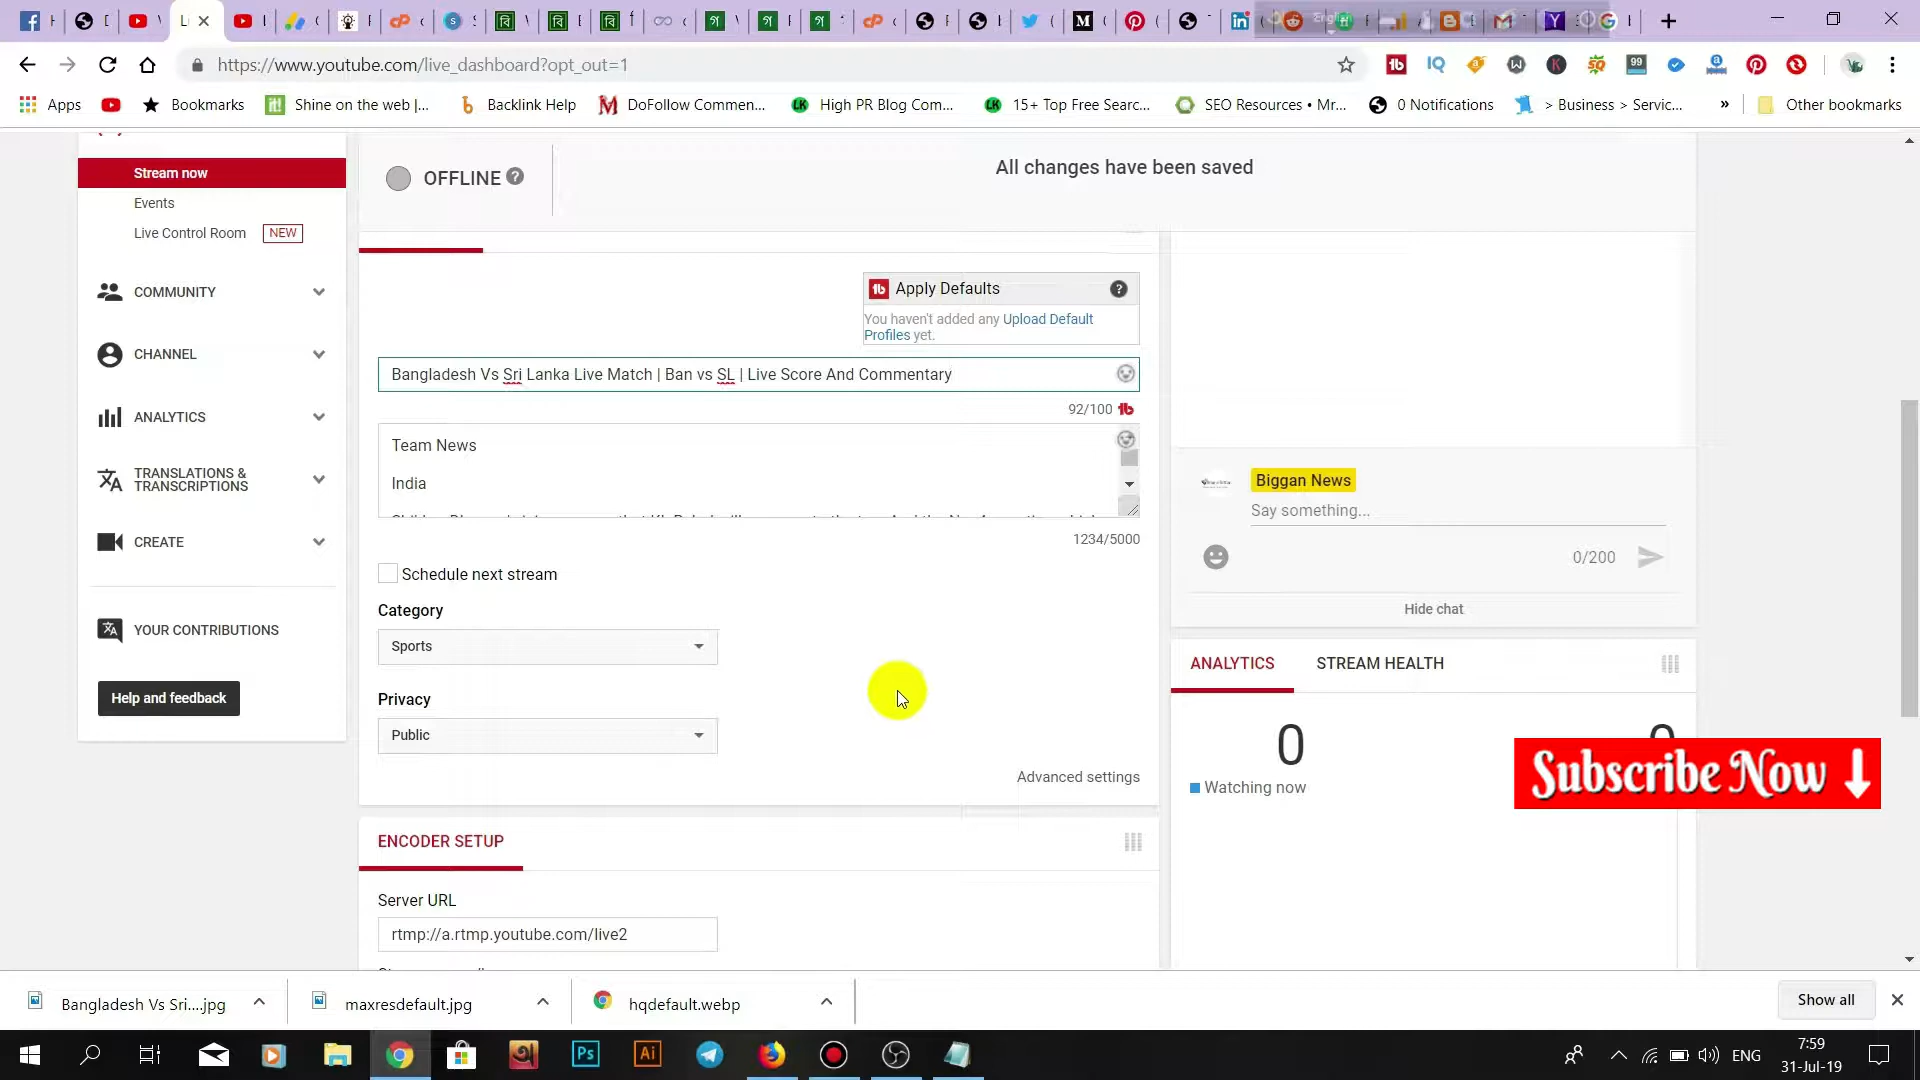 https://www.youtube.com/live_dashboard?opt_out=1
Apps
Bookmarks
Shine on the web |...
Backlink Help
DoFollow Commen...
High PR Blog Com...
15+ Top Free Searc...
SEO Resources • Mr...
0 Notifications
> Business > Servic...
»
Other bookmarks
Stream now
Events
Live Control Room NEW
COMMUNITY
CHANNEL
ANALYTICS
TRANSLATIONS &
TRANSCRIPTIONS
CREATE
YOUR CONTRIBUTIONS
Help and feedback
OFFLINE
All changes have been saved
Apply Defaults
You haven't added any Upload Default
Profiles yet.
Bangladesh Vs Sri Lanka Live Match | Ban vs SL | Live Score And Commentary
92/100
Team News
India
1234/5000
Schedule next stream
Category
Sports
Privacy
Public
Advanced settings
ENCODER SETUP
Server URL
rtmp://a.rtmp.youtube.com/live2
Biggan News
Say something...
0/200
Hide chat
ANALYTICS
STREAM HEALTH
0
Watching now
Subscribe Now
Bangladesh Vs Sri....jpg
maxresdefault.jpg
hqdefault.webp
Show all
ENG
7:59
31-Jul-19